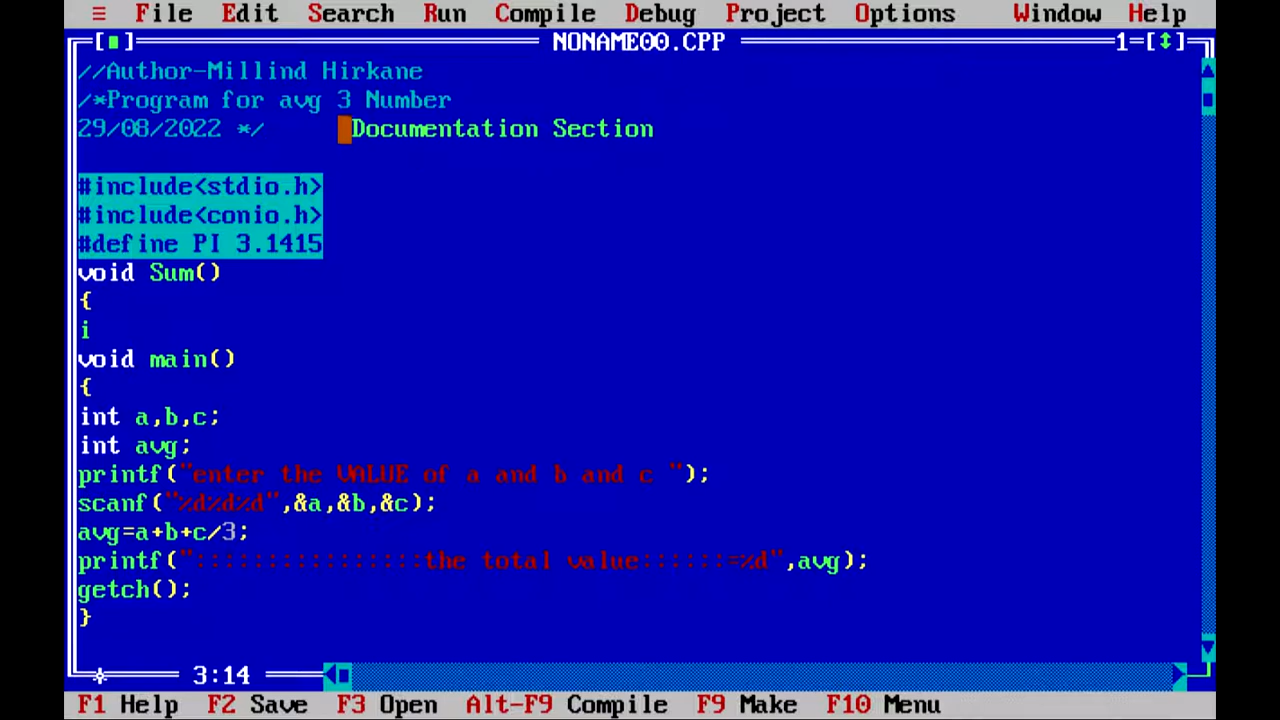 ≡ File Edit Search Run Compile Debug Project Options Window Help
[■] NONAME00.CPP 1=[↕]
//Author-Millind Hirkane
/*Program for avg 3 Number
29/08/2022 */ Documentation Section
#include<stdio.h>
#include<conio.h>
#define PI 3.1415
void Sum()
{
i
void main()
{
int a,b,c;
int avg;
printf("enter the VALUE of a and b and c ");
scanf("%d%d%d",&a,&b,&c);
avg=a+b+c/3;
printf("::::::::::::::::the total value::::::=%d",avg);
getch();
}
3:14
F1 Help F2 Save F3 Open Alt-F9 Compile F9 Make F10 Menu